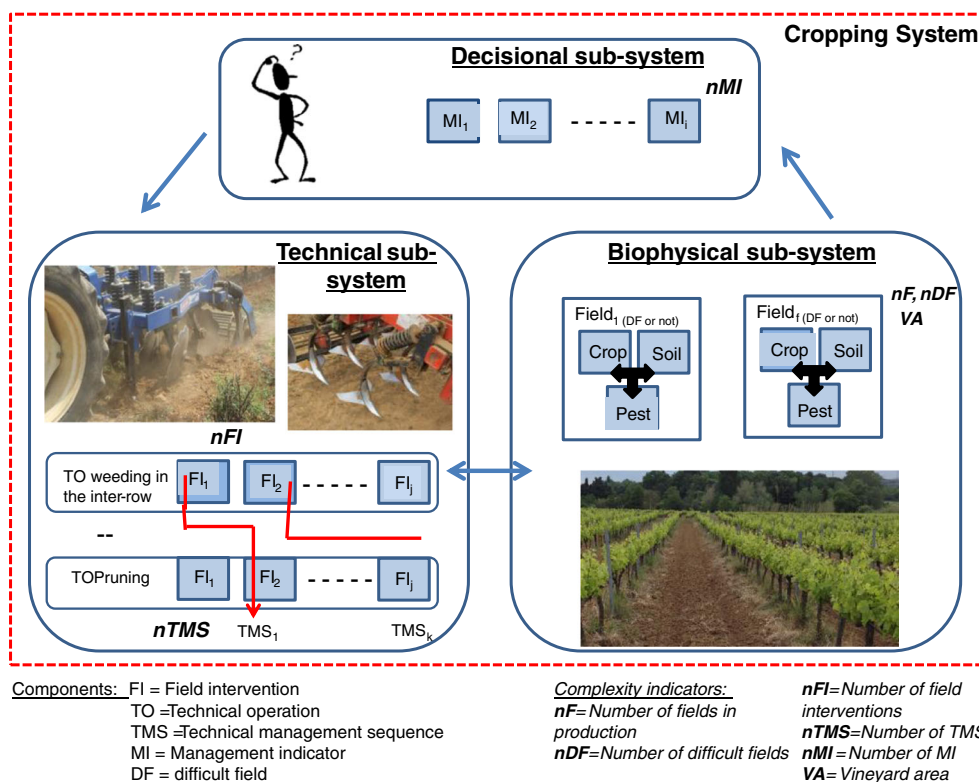 Cropping System
Decisional sub-system
?
nMI
MI1 MI2 - - - - - MIi
Technical sub-
system
Biophysical sub-system
nF, nDF
VA
Field1 (DF or not)
Crop Soil
Pest
Fieldf (DF or not)
Crop Soil
Pest
nFI
TO weeding in
the inter-row
FI1 FI2 - - - - - FIj
--
TOPruning FI1 FI2 - - - - - FIj
nTMS TMS1 TMSk
Components: FI = Field intervention
TO =Technical operation
TMS =Technical management sequence
MI = Management indicator
DF = difficult field
Complexity indicators:
nF=Number of fields in
production
nDF=Number of difficult fields
nFI=Number of field
interventions
nTMS=Number of TMS
nMI=Number of MI
VA= Vineyard area